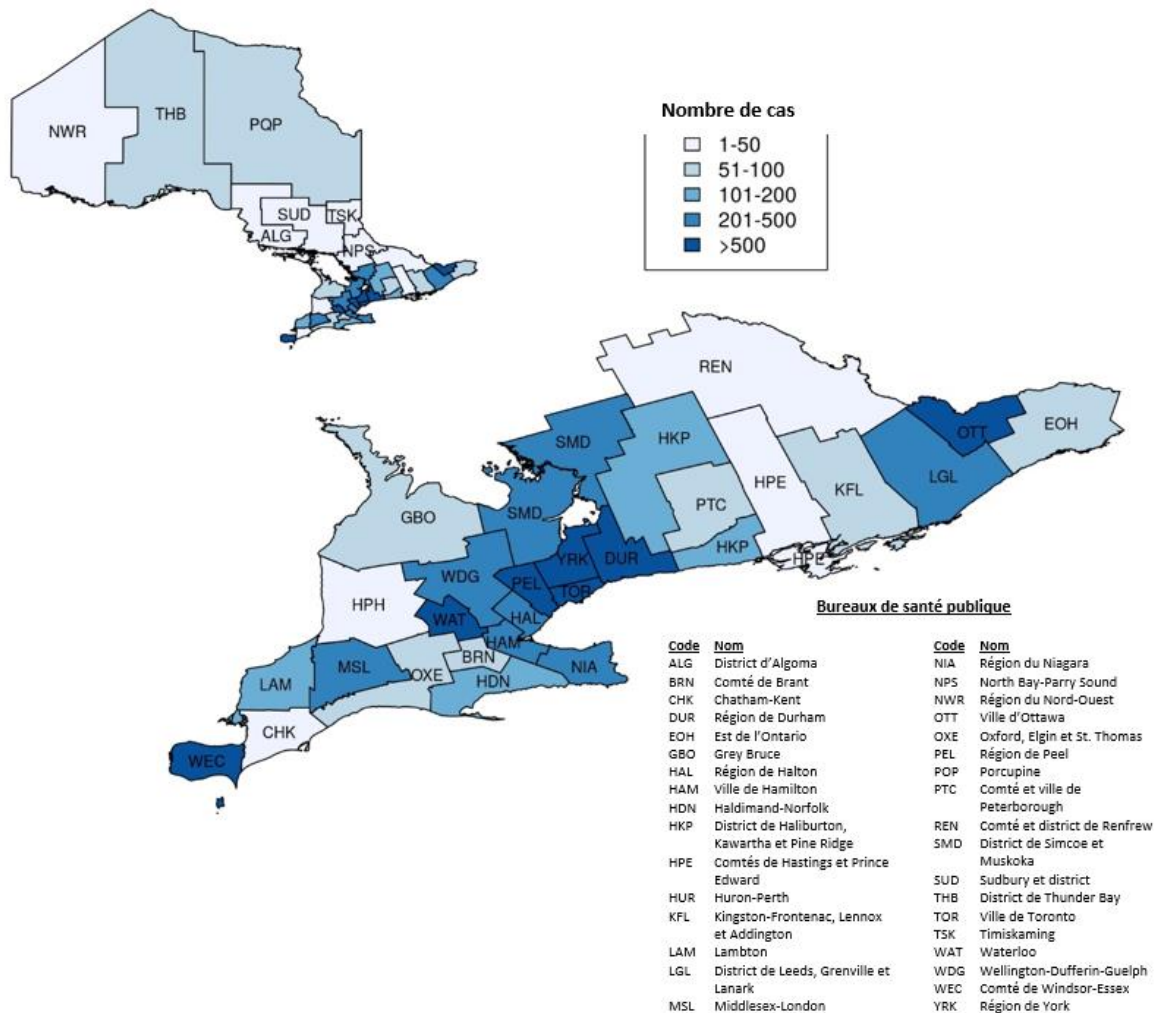 NWR
THB
PQP
SUD
TSK
ALG
NPS
Nombre de cas
1-50
51-100
101-200
201-500
>500
REN
SMD
HKP
OTT
EOH
HPE
KFL
LGL
GBO
SMD
PTC
HKP
HPE
YRK
DUR
WDG
PEL
TOR
HPH
WAT
HAL
HAM
MSL
BRN
OXE
NIA
LAM
HDN
CHK
WEC
Bureaux de santé publique
Code Nom
ALG District d'Algoma
BRN Comté de Brant
CHK Chatham-Kent
DUR Région de Durham
EOH Est de l'Ontario
GBO Grey Bruce
HAL Région de Halton
HAM Ville de Hamilton
HDN Haldimand-Norfolk
HKP District de Haliburton,
Kawartha et Pine Ridge
HPE Comtés de Hastings et Prince
Edward
HUR Huron-Perth
KFL Kingston-Frontenac, Lennox
et Addington
LAM Lambton
LGL District de Leeds, Grenville et
Lanark
MSL Middlesex-London
Code Nom
NIA Région du Niagara
NPS North Bay-Parry Sound
NWR Région du Nord-Ouest
OTT Ville d'Ottawa
OXE Oxford, Elgin et St. Thomas
PEL Région de Peel
POP Porcupine
PTC Comté et ville de
Peterborough
REN Comté et district de Renfrew
SMD District de Simcoe et
Muskoka
SUD Sudbury et district
THB District de Thunder Bay
TOR Ville de Toronto
TSK Timiskaming
WAT Waterloo
WDG Wellington-Dufferin-Guelph
WEC Comté de Windsor-Essex
YRK Région de York